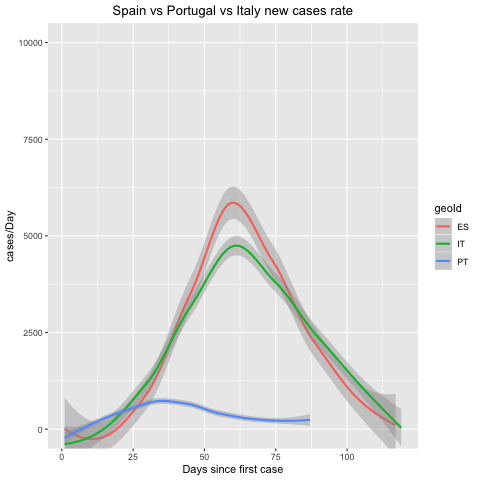 Spain vs Portugal vs Italy new cases rate
10000
7500
5000
2500
0
cases/Day
0 25 50 75 100
Days since first case
geoId
ES
IT
PT